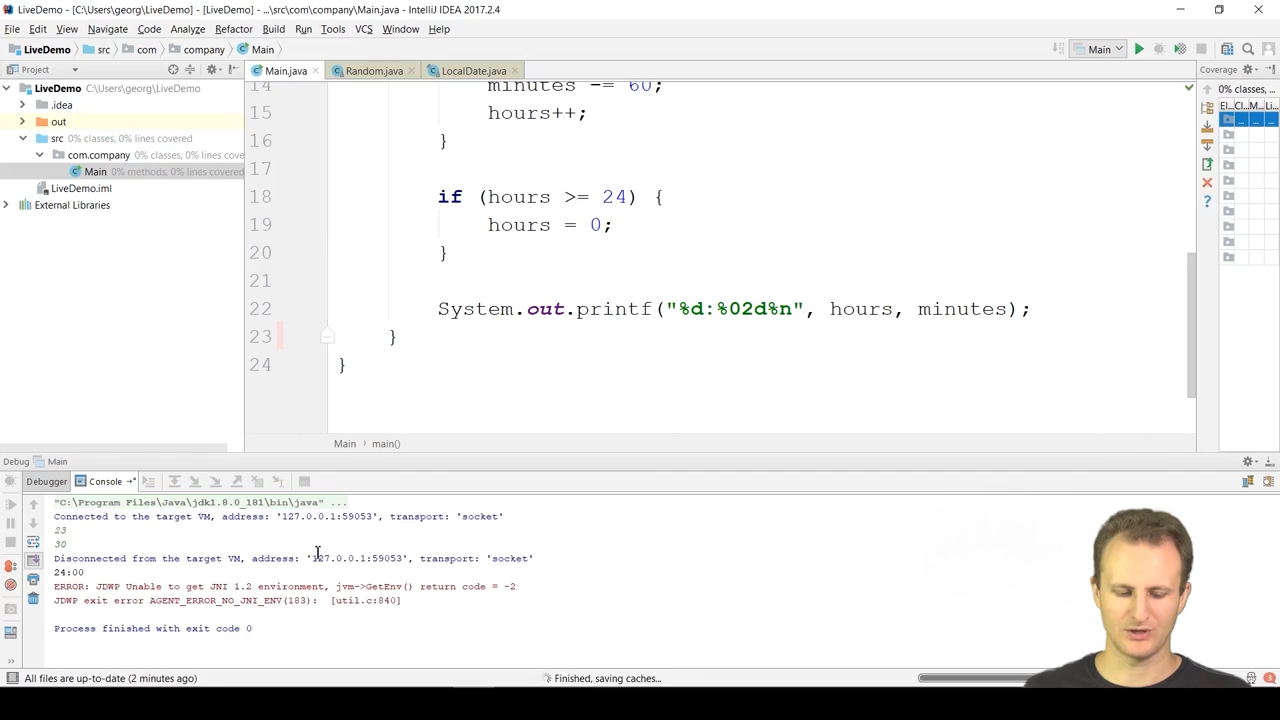 LiveDemo - [C:\Users\georg\LiveDemo] - [LiveDemo] - ...\src\com\company\Main.java - IntelliJ IDEA 2017.2.4
File Edit View Navigate Code Analyze Refactor Build Run Tools VCS Window Help
LiveDemo src com company Main
Main
Project
Main.java Random.java LocalDate.java
Coverage
LiveDemo C:\Users\georg\LiveDemo
.idea
out
src 0% classes, 0% lines covered
com.company 0% classes, 0% lines cove
Main 0% methods, 0% lines covered
LiveDemo.iml
External Libraries
14 minutes -= 60;
15 hours++;
16 }
17
18 if (hours >= 24) {
19 hours = 0;
20 }
21
22 System.out.printf("%d:%02d%n", hours, minutes);
23 }
24 }
Main main()
0% classes,
El... Cl... M... Li...
... ... ...
Debug Main
Debugger Console
"C:\Program Files\Java\jdk1.8.0_181\bin\java" ...
Connected to the target VM, address: '127.0.0.1:59053', transport: 'socket'
23
30
Disconnected from the target VM, address: '127.0.0.1:59053', transport: 'socket'
24:00
ERROR: JDWP Unable to get JNI 1.2 environment, jvm->GetEnv() return code = -2
JDWP exit error AGENT_ERROR_NO_JNI_ENV(183): [util.c:840]
Process finished with exit code 0
All files are up-to-date (2 minutes ago)
Finished, saving caches...
3